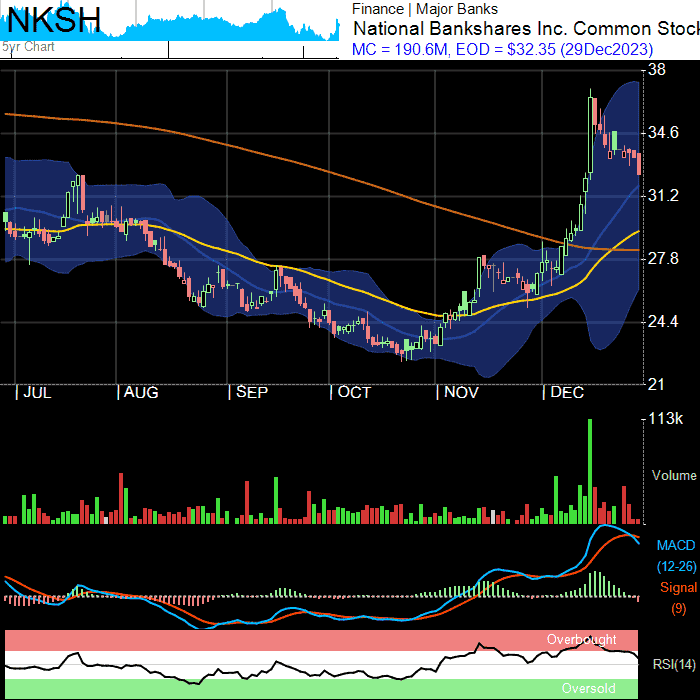 NKSH
5yr Chart
Finance | Major Banks
National Bankshares Inc. Common Stock
MC = 190.6M, EOD = $32.35 (29Dec2023)
38
34.6
31.2
27.8
24.4
21
JUL AUG SEP OCT NOV DEC
113k
Volume
MACD
(12-26)
Signal
(9)
Overbought
RSI(14)
Oversold